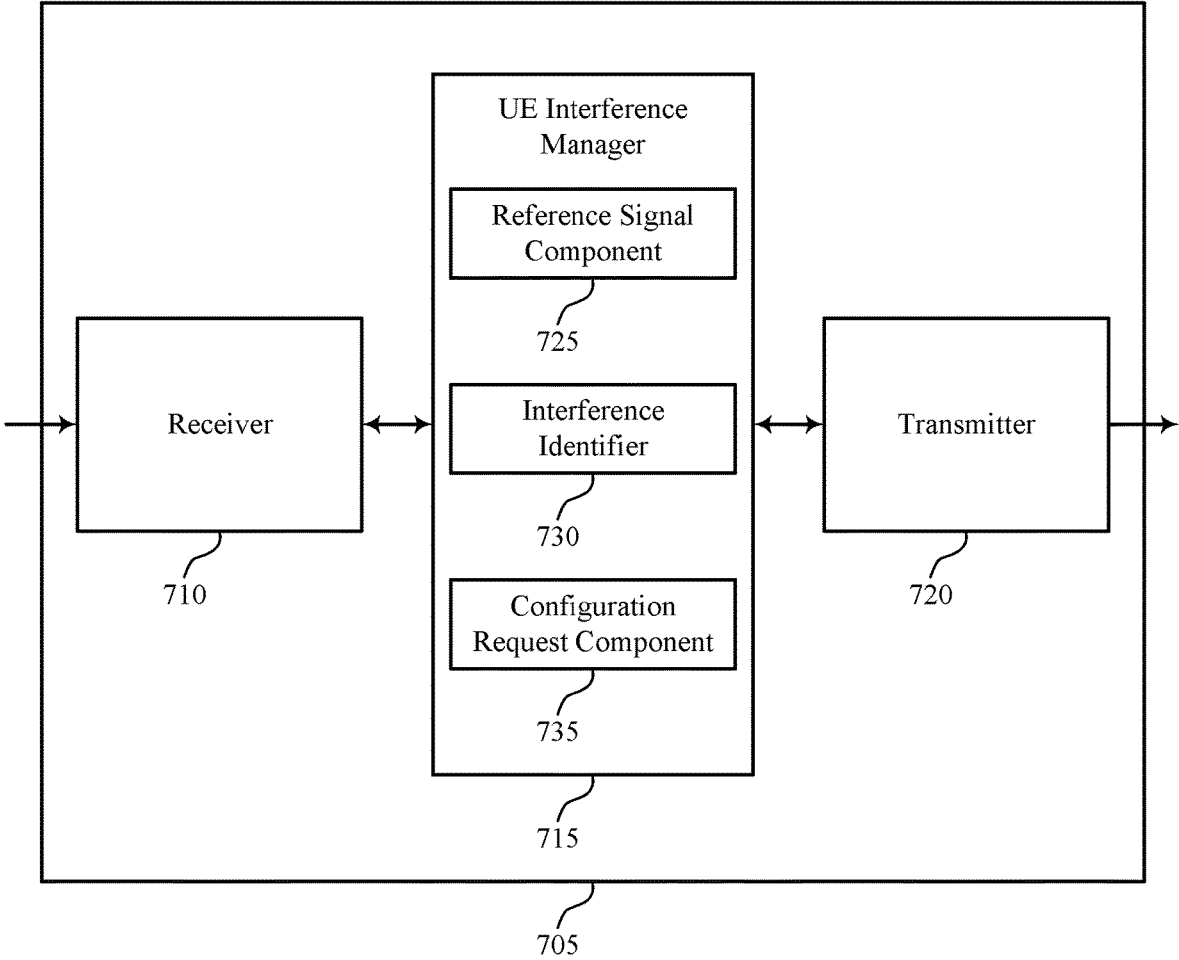 UE Interference
Manager
Reference Signal
Component
725
Receiver
710
Interference
Identifier
730
Transmitter
720
Configuration
Request Component
735
715
705